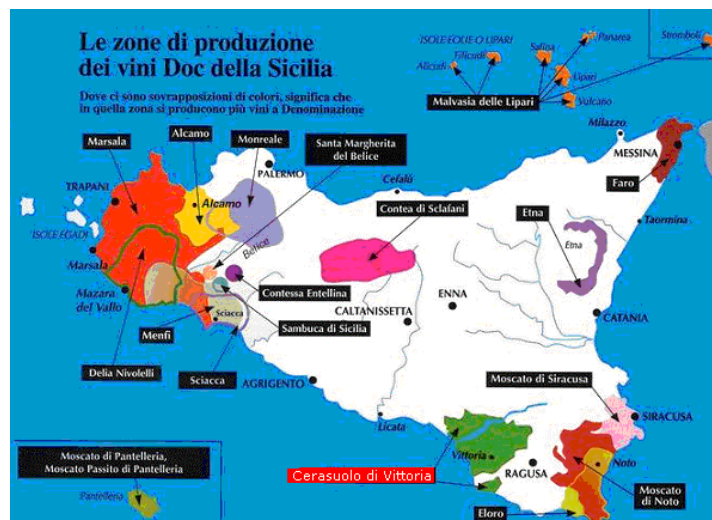 Le zone di produzione
dei vini Doc della Sicilia
Dove ci sono sovrapposizioni di colori, significa che
in quella zona si producono più vini a Denominazione
ISOLE EOLIE O LIPARI
Alicudi
Filicudi
Salina
Panarea
Stromboli
Lipari
Vulcano
Malvasia delle Lipari
Marsala
Alcamo
Monreale
Santa Margherita
del Belice
Milazzo
MESSINA
Faro
TRAPANI
PALERMO
Cefalú
Alcamo
Contea di Sclafani
Etna
Taormina
ISOLE EGADI
Belice
Etna
Marsala
Mazara
del Vallo
Contessa Entellina
CALTANISSETTA
ENNA
CATANIA
Menfi
Sciacca
Sambuca di Sicilia
Delia Nivolelli
Sciacca
AGRIGENTO
Moscato di Siracusa
Licata
SIRACUSA
Moscato di Pantelleria,
Moscato Passito di Pantelleria
Vittoria
Noto
Cerasuolo di Vittoria
RAGUSA
Moscato
di Noto
Pantelleria
Eloro